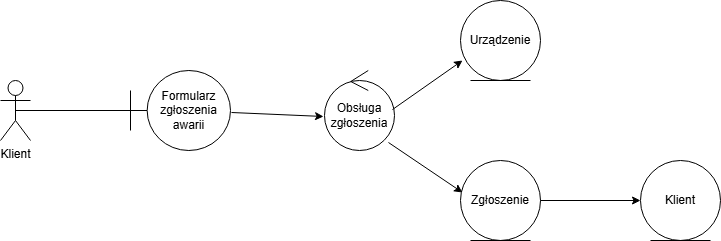 Klient
Formularz
zgłoszenia
awarii
Obsługa
zgłoszenia
Urządzenie
Zgłoszenie
Klient